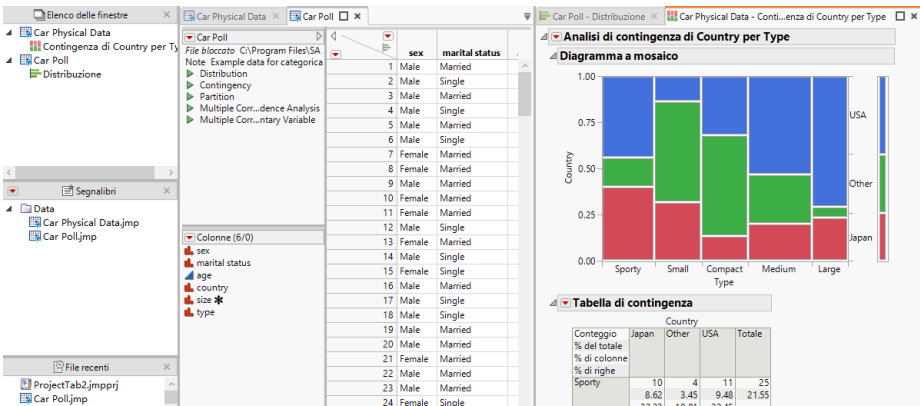 Elenco delle finestre
Car Physical Data
Contingenza di Country per Ty
Car Poll
Distribuzione
Segnalibri
Data
Car Physical Data.jmp
Car Poll.jmp
File recenti
ProjectTab2.jmpprj
Car Poll.jmp
Car Physical Data
Car Poll
Car Poll
File bloccato C:\Program Files\SA
Note Example data for categorica
Distribution
Contingency
Partition
Multiple Corr...dence Analysis
Multiple Corr...ntary Variable
Colonne (6/0)
sex
marital status
age
country
size
type
sex marital status
1 Male Married
2 Male Single
3 Male Married
4 Male Single
5 Male Married
6 Male Single
7 Female Married
8 Female Married
9 Male Married
10 Female Married
11 Female Married
12 Male Single
13 Female Married
14 Male Single
15 Female Single
16 Male Married
17 Male Single
18 Male Single
19 Male Married
20 Male Married
21 Female Married
22 Male Married
23 Male Married
24 Female Single
Car Poll - Distribuzione
Car Physical Data - Conti...enza di Country per Type
Analisi di contingenza di Country per Type
Diagramma a mosaico
1.00
0.75
0.50
0.25
0.00
Country
Sporty Small Compact Medium Large
Type
USA
Other
Japan
Tabella di contingenza
Country
Conteggio Japan Other USA Totale
% del totale
% di colonne
% di righe
Sporty 10 4 11 25
8.62 3.45 9.48 21.55